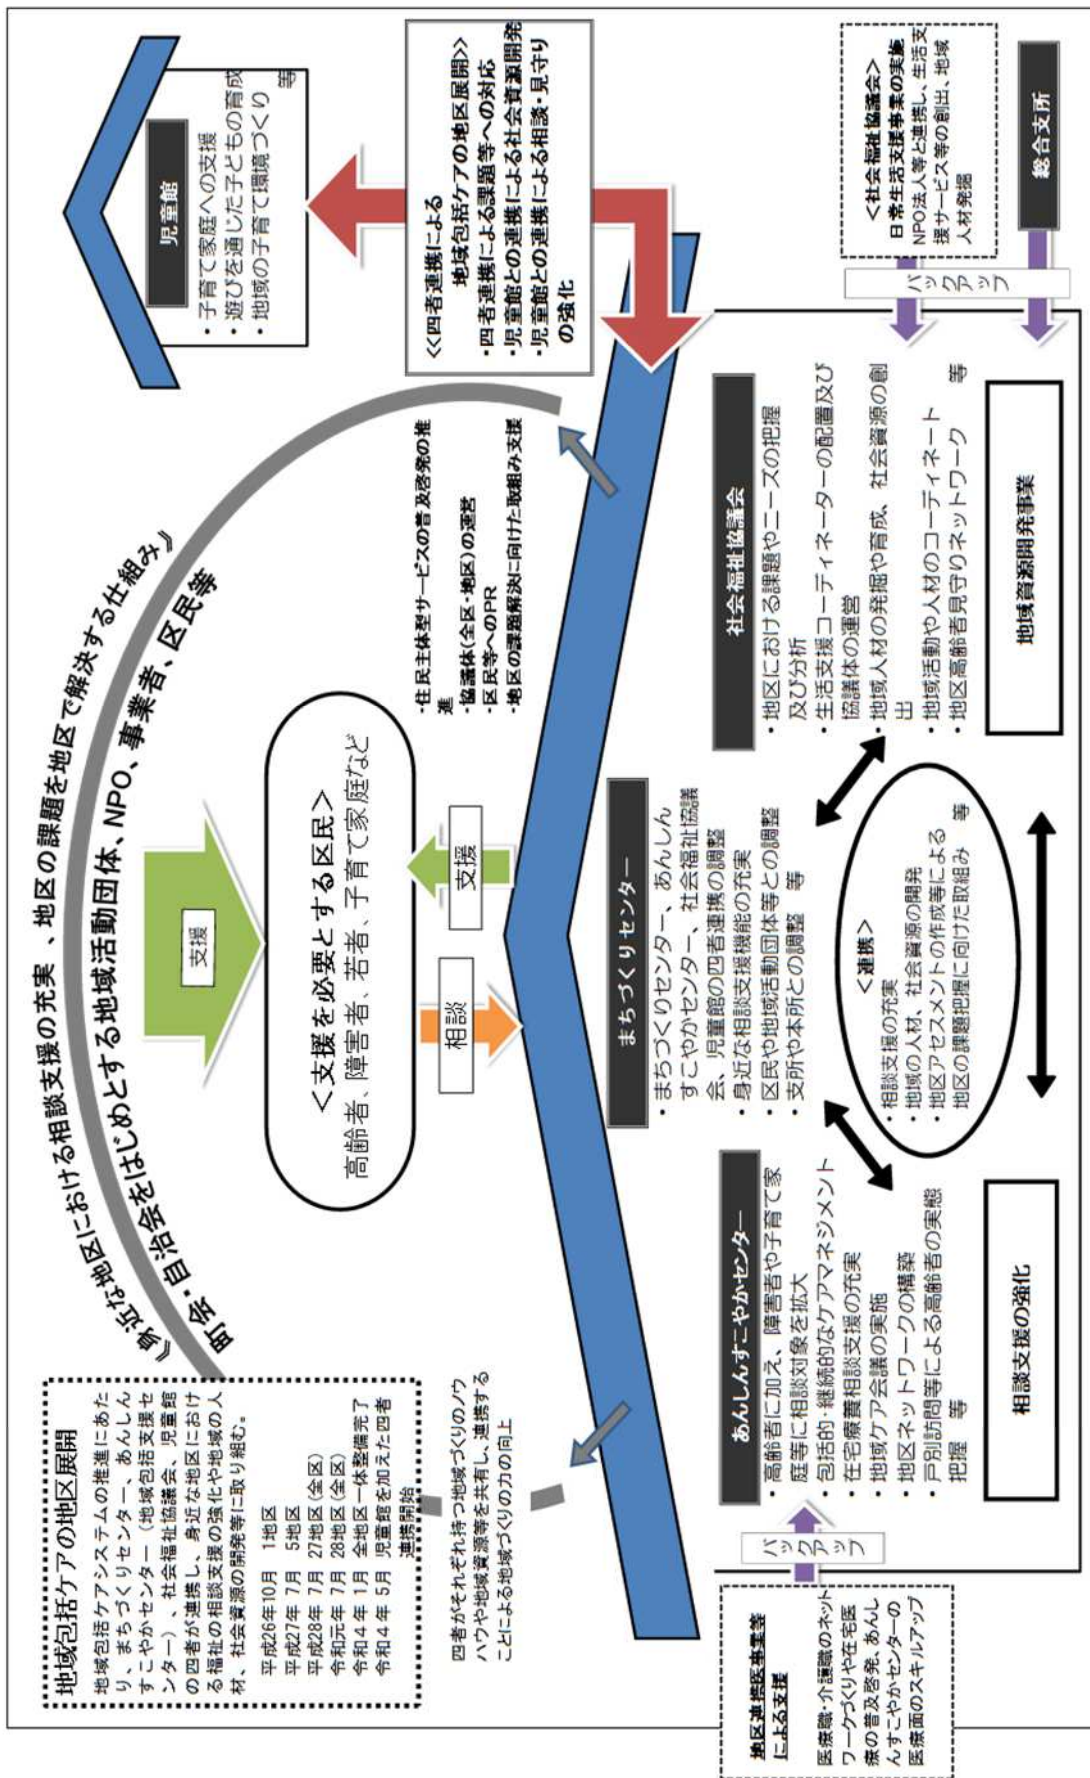 地域包括ケアの地区展開
地域包括ケアシステムの推進にあた
り、まちづくりセンター、あんしん
すこやかセンター（地域包括支援セ
ンター）、社会福祉協議会、児童館
の四者が連携し、身近な地区におけ
る福祉の相談支援の強化や地域の人
材、社会資源の開発等に取り組む。
平成26年10月　1地区
平成27年 7月　5地区
平成28年 7月 27地区(全区)
令和元年 7月 28地区(全区)
令和４年 1月 全地区一体整備完了
令和４年 5月 児童館を加えた四者
連携開始
《身近な地区における相談支援の充実、地区の課題を地区で解決する仕組み》
町会・自治会をはじめとする地域活動団体、NPO、事業者、区民等
支援
＜支援を必要とする区民＞
高齢者、障害者、若者、子育て家庭など
相談
支援
・住民主体型サービスの普及啓発の推
進
・協議体(全区・地区)の運営
・区民等へのPR
・地区の課題解決に向けた取組み支援
児童館
・子育て家庭への支援
・遊びを通じた子どもの育成
・地域の子育て環境づくり
等
≪四者連携による
地域包括ケアの地区展開≫
・四者連携による課題等への対応
・児童館との連携による社会資源開発
・児童館との連携による相談・見守り
の強化
四者がそれぞれ持つ地域づくりのノウ
ハウや地域資源等を共有し、連携する
ことによる地域づくりの力の向上
まちづくりセンター
・まちづくりセンター、あんしん
すこやかセンター、社会福祉協議
会、児童館の四者連携の調整
・身近な相談支援機能の充実
・区民や地域活動団体等との調整
・支所や本所との調整　等
あんしんすこやかセンター
・高齢者に加え、障害者や子育て家
庭等に相談対象を拡大
・包括的・継続的なケアマネジメント
・在宅療養相談支援の充実
・地域ケア会議の実施
・地区ネットワークの構築
・戸別訪問等による高齢者の実態
把握　等
相談支援の強化
＜連携＞
・相談支援の充実
・地域の人材、社会資源の開発
・地区アセスメントの作成等による
地区の課題把握に向けた取組み　等
社会福祉協議会
・地区における課題やニーズの把握
及び分析
・生活支援コーディネーターの配置及び
協議体の運営
・地域人材の発掘や育成、社会資源の創
出
・地域活動や人材のコーディネート
・地区高齢者見守りネットワーク　等
地域資源開発事業
地区連携医事業等
による支援
医療職・介護職のネット
ワークづくりや在宅医
療の普及啓発、あんし
んすこやかセンターの
医療面のスキルアップ
バックアップ
バックアップ
＜社会福祉協議会＞
日常生活支援事業の実施
NPO法人等と連携し、生活支
援サービス等の創出、地域
人材発掘
総合支所